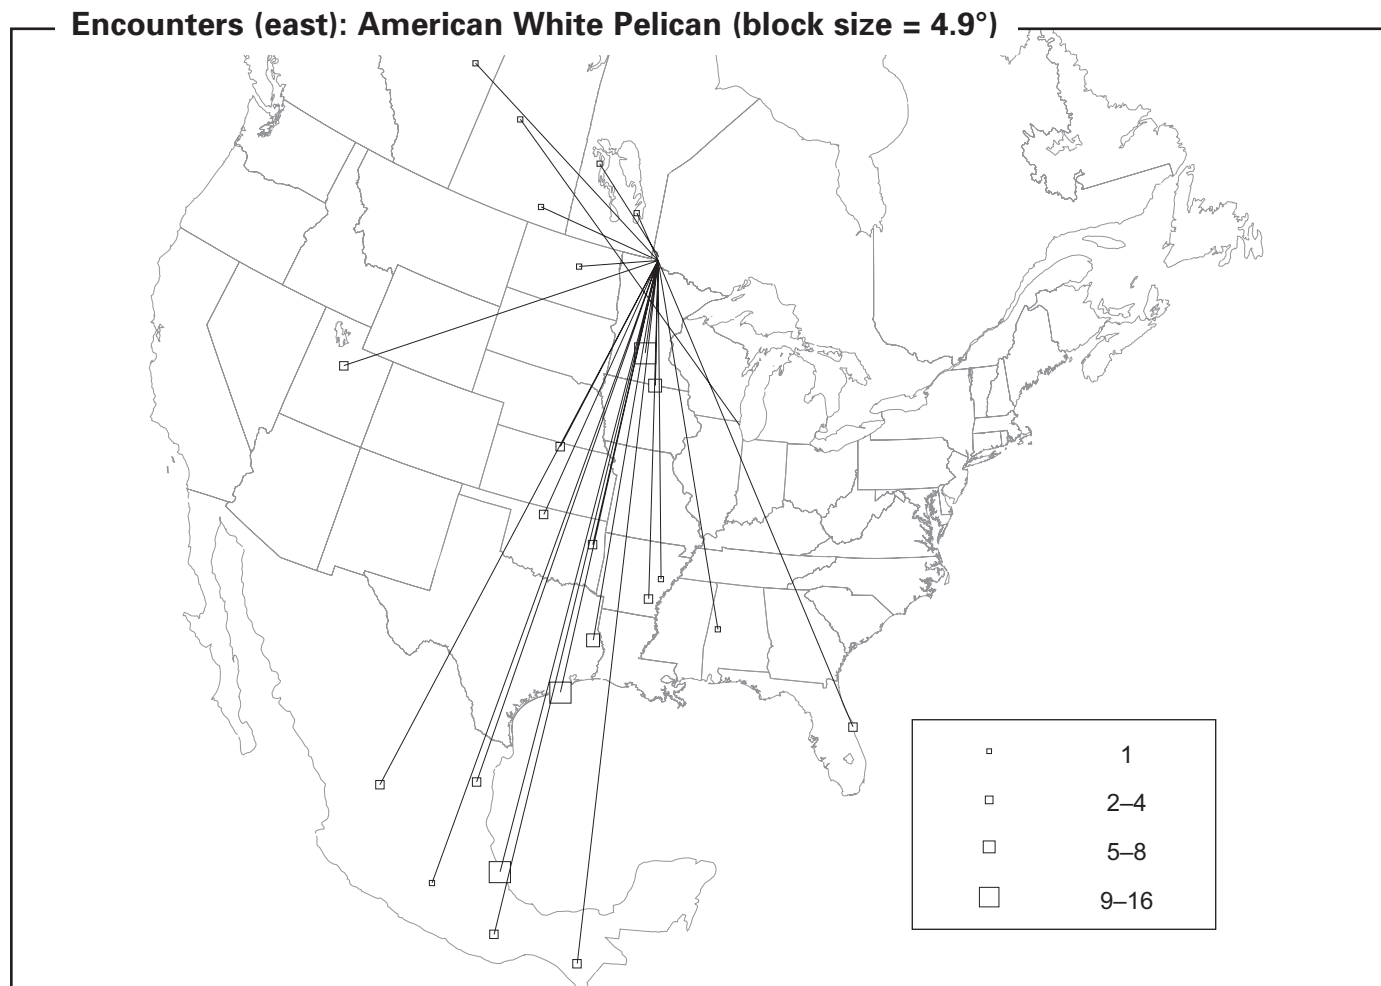 Encounters (east): American White Pelican (block size = 4.9°)
1
2–4
5–8
9–16